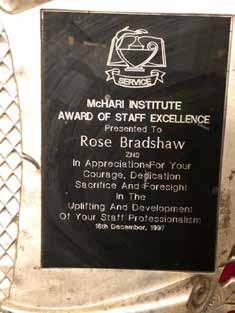 SERVICE
McHARI INSTITUTE
AWARD OF STAFF EXCELLENCE
Presented To
Rose Bradshaw
ZNS
In Appreciation For Your
Courage, Dedication
Sacrifice And Foresight
In The
Uplifting And Development
Of Your Staff Professionalism
16th December, 1997